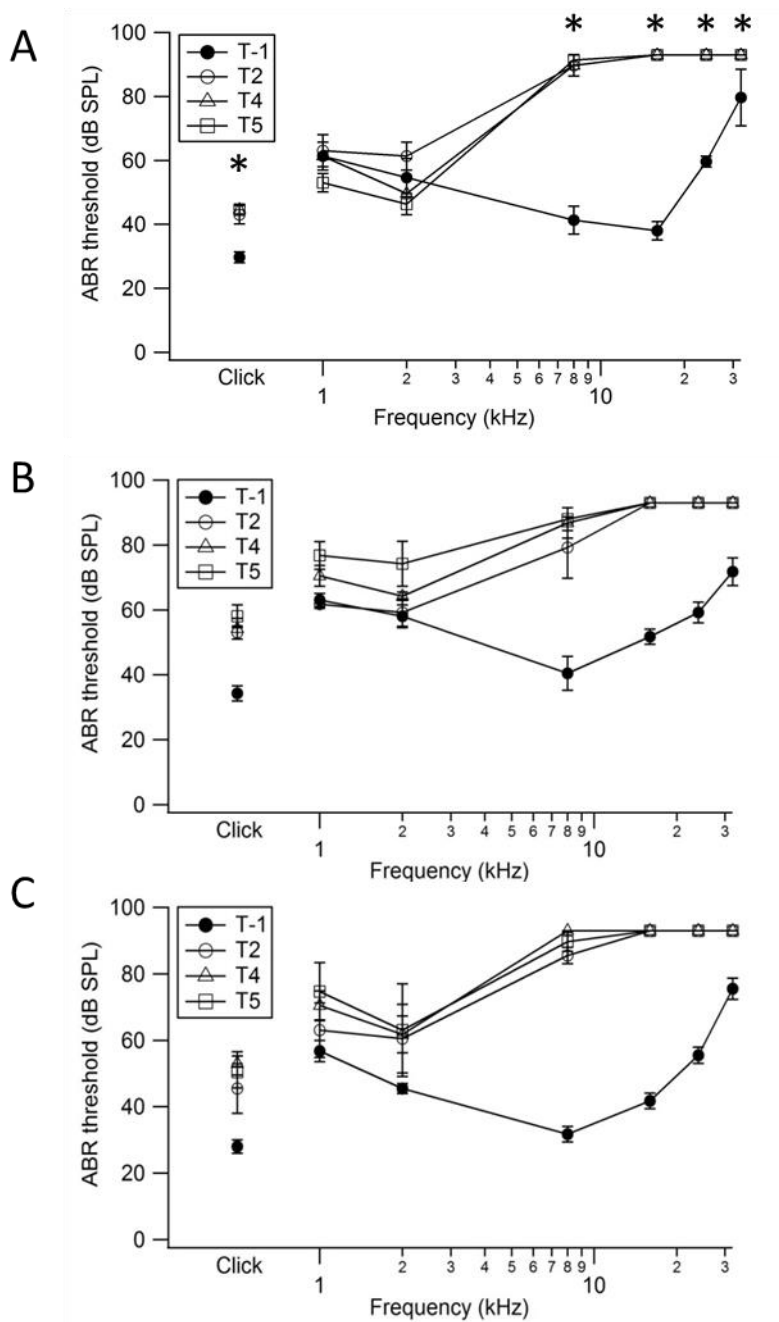 A
ABR threshold (dB SPL)
100
80
60
40
20
0
T-1
T2
T4
T5
*
* * * *
Click
1 2 3 4 5 6 7 8 9 10 2 3
Frequency (kHz)
B
ABR threshold (dB SPL)
100
80
60
40
20
0
T-1
T2
T4
T5
Click
1 2 3 4 5 6 7 8 9 10 2 3
Frequency (kHz)
C
ABR threshold (dB SPL)
100
80
60
40
20
0
T-1
T2
T4
T5
Click
1 2 3 4 5 6 7 8 9 10 2 3
Frequency (kHz)